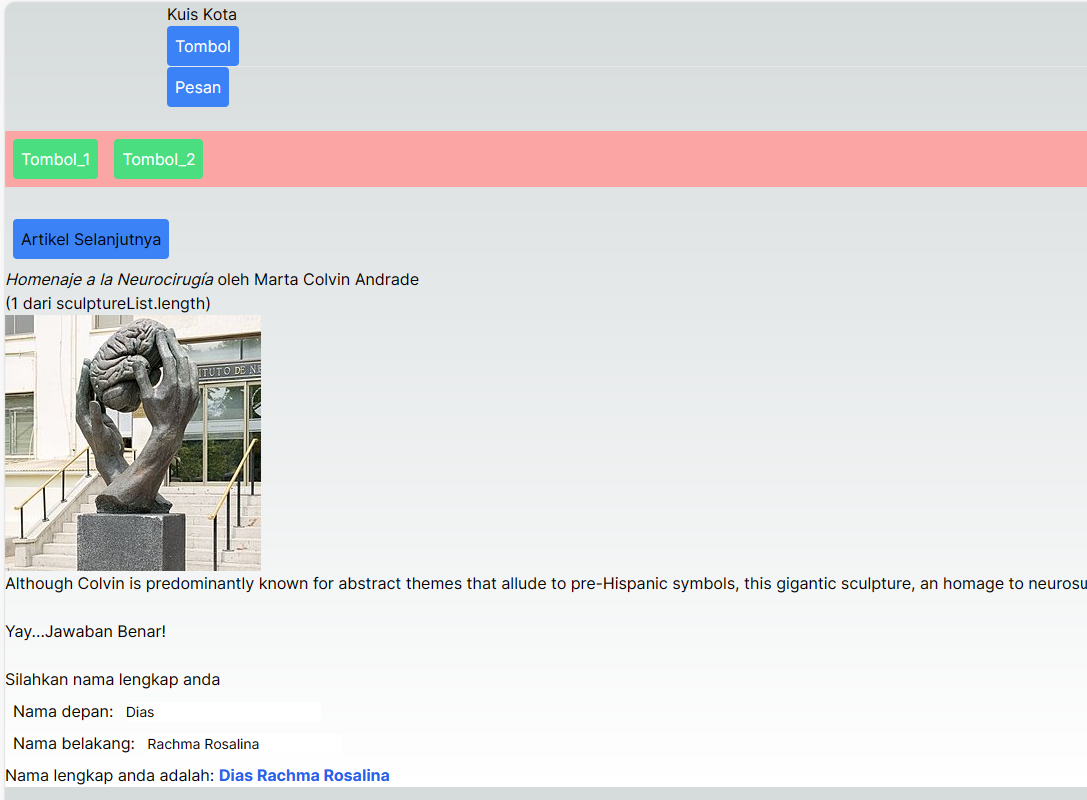 Kuis Kota
Tombol
Pesan
Tombol_1 Tombol_2
Artikel Selanjutnya
Homenaje a la Neurocirugía oleh Marta Colvin Andrade
(1 dari sculptureList.length)
ITUTO DE NE
Although Colvin is predominantly known for abstract themes that allude to pre-Hispanic symbols, this gigantic sculpture, an homage to neurosu
Yay...Jawaban Benar!
Silahkan nama lengkap anda
Nama depan: Dias
Nama belakang: Rachma Rosalina
Nama lengkap anda adalah: Dias Rachma Rosalina